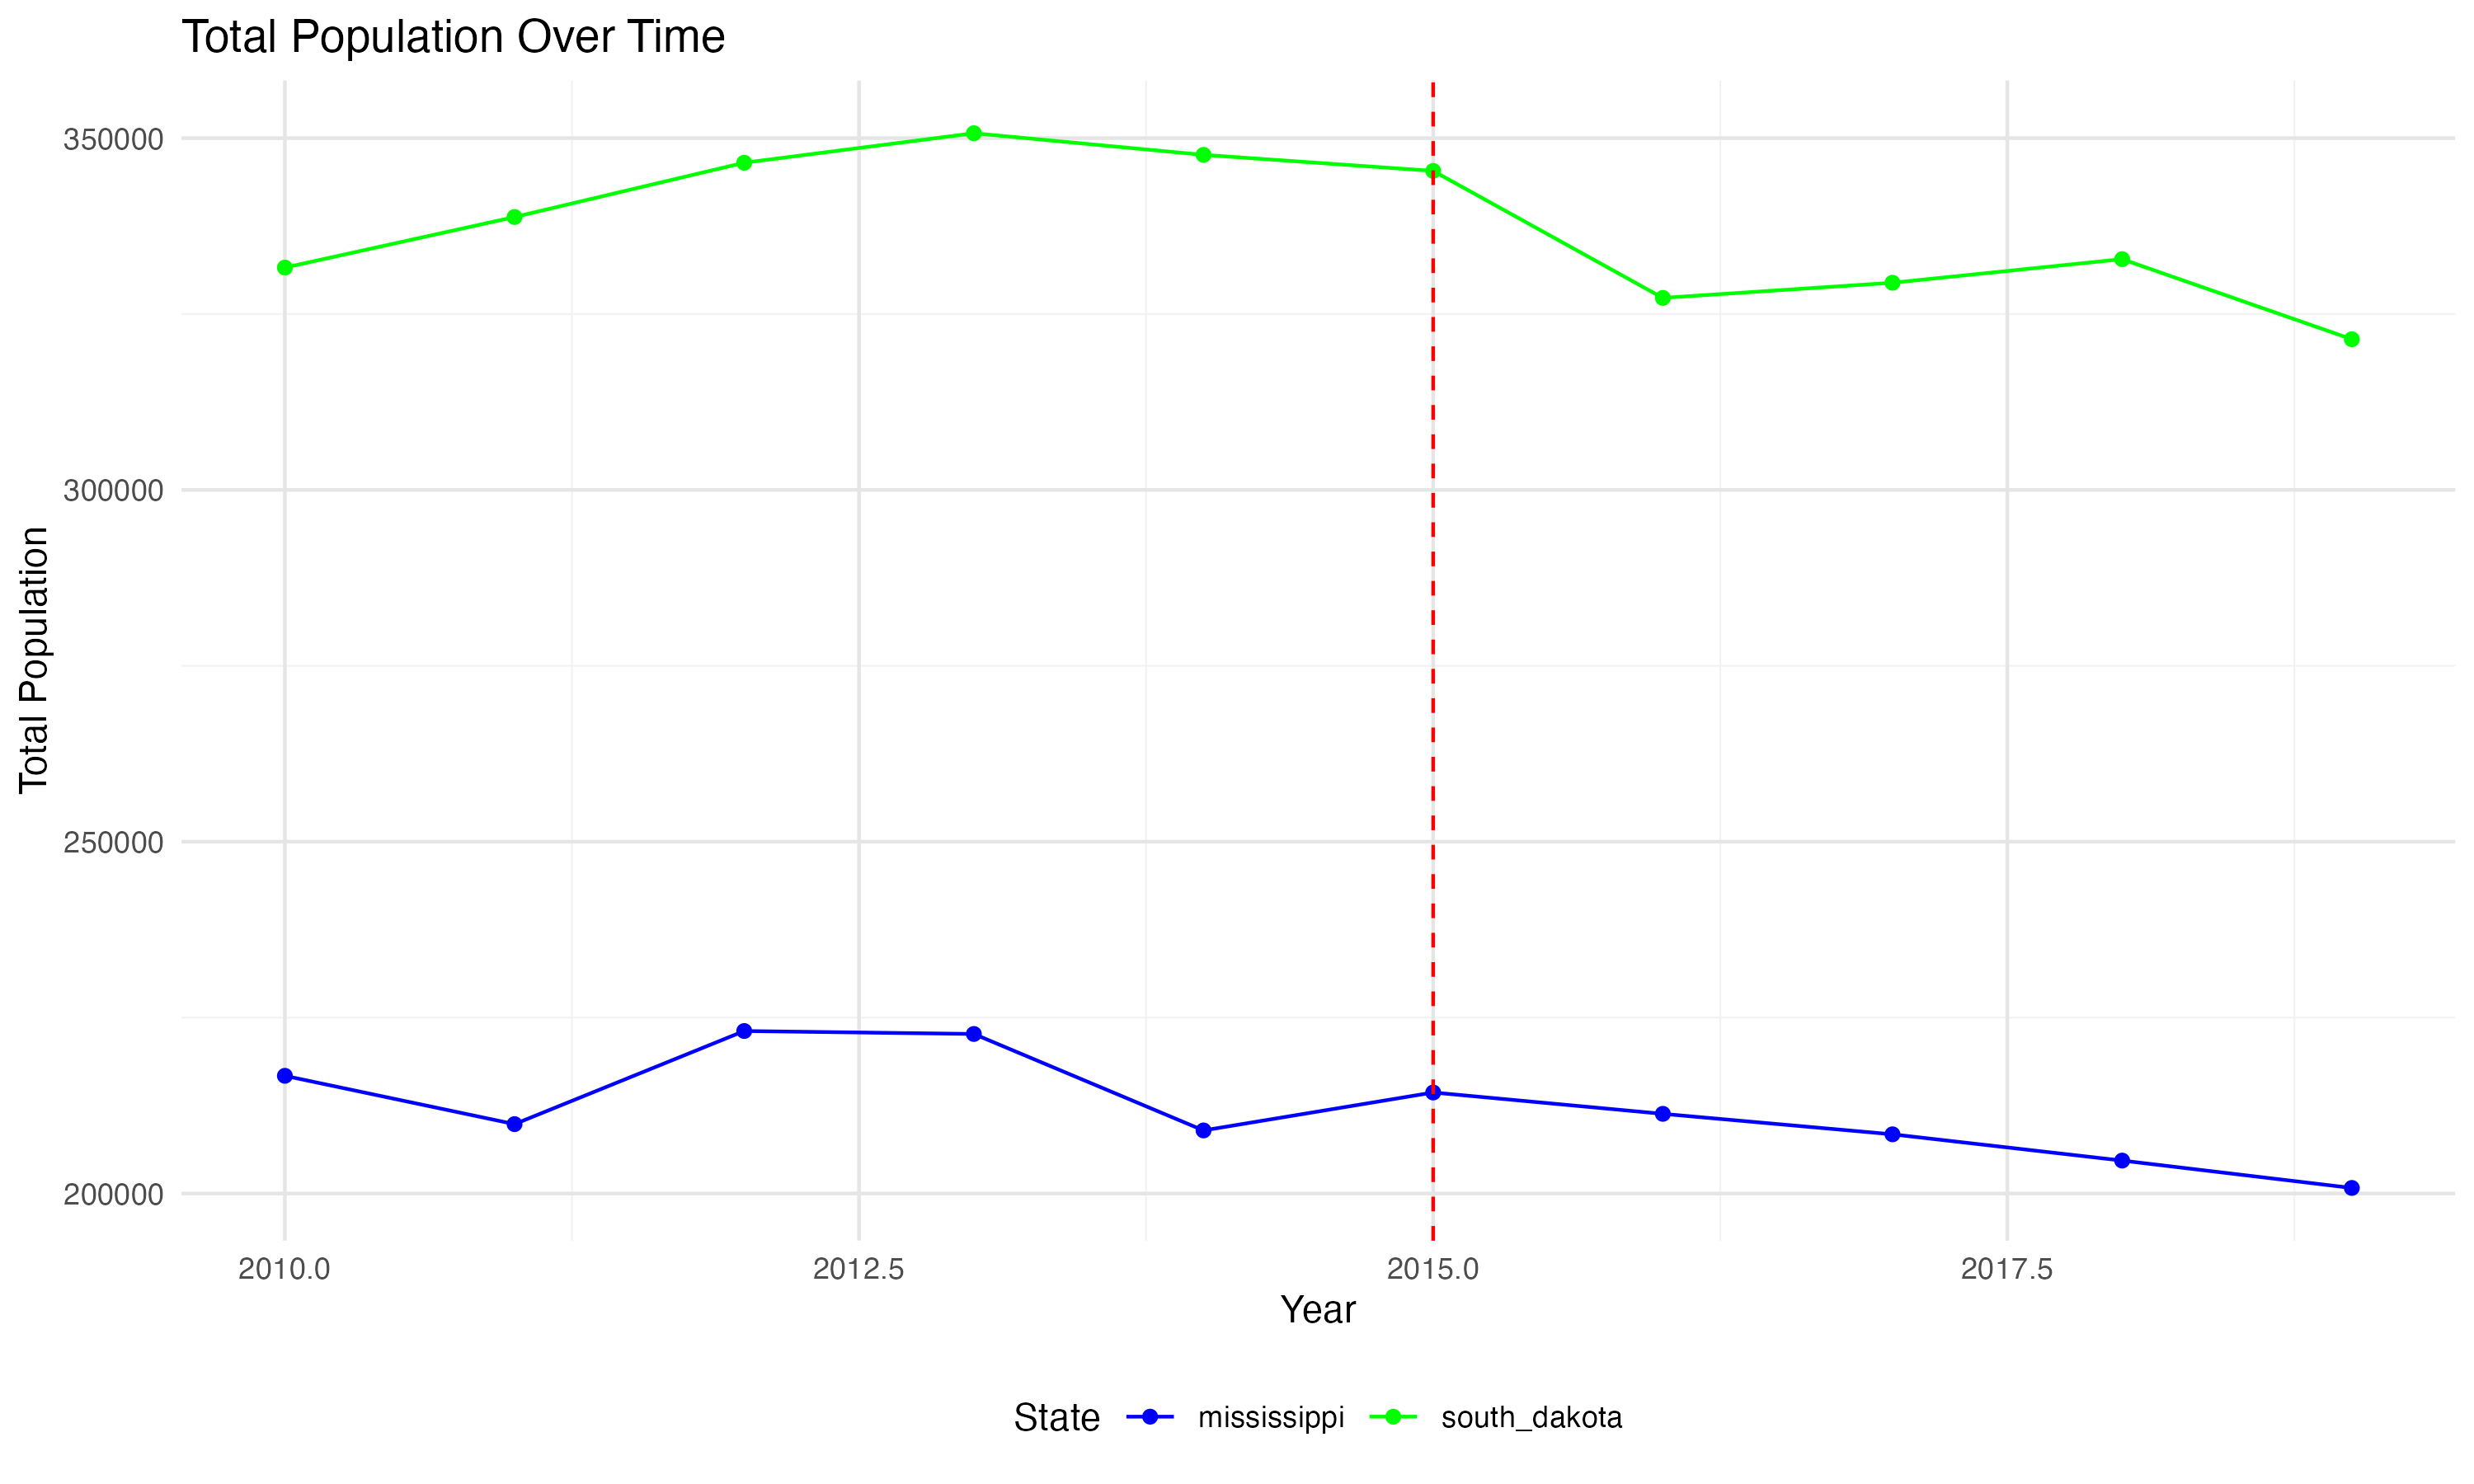 Total Population Over Time
Total Population
350000
300000
250000
200000
2010.0 2012.5 2015.0 2017.5
Year
State mississippi south_dakota